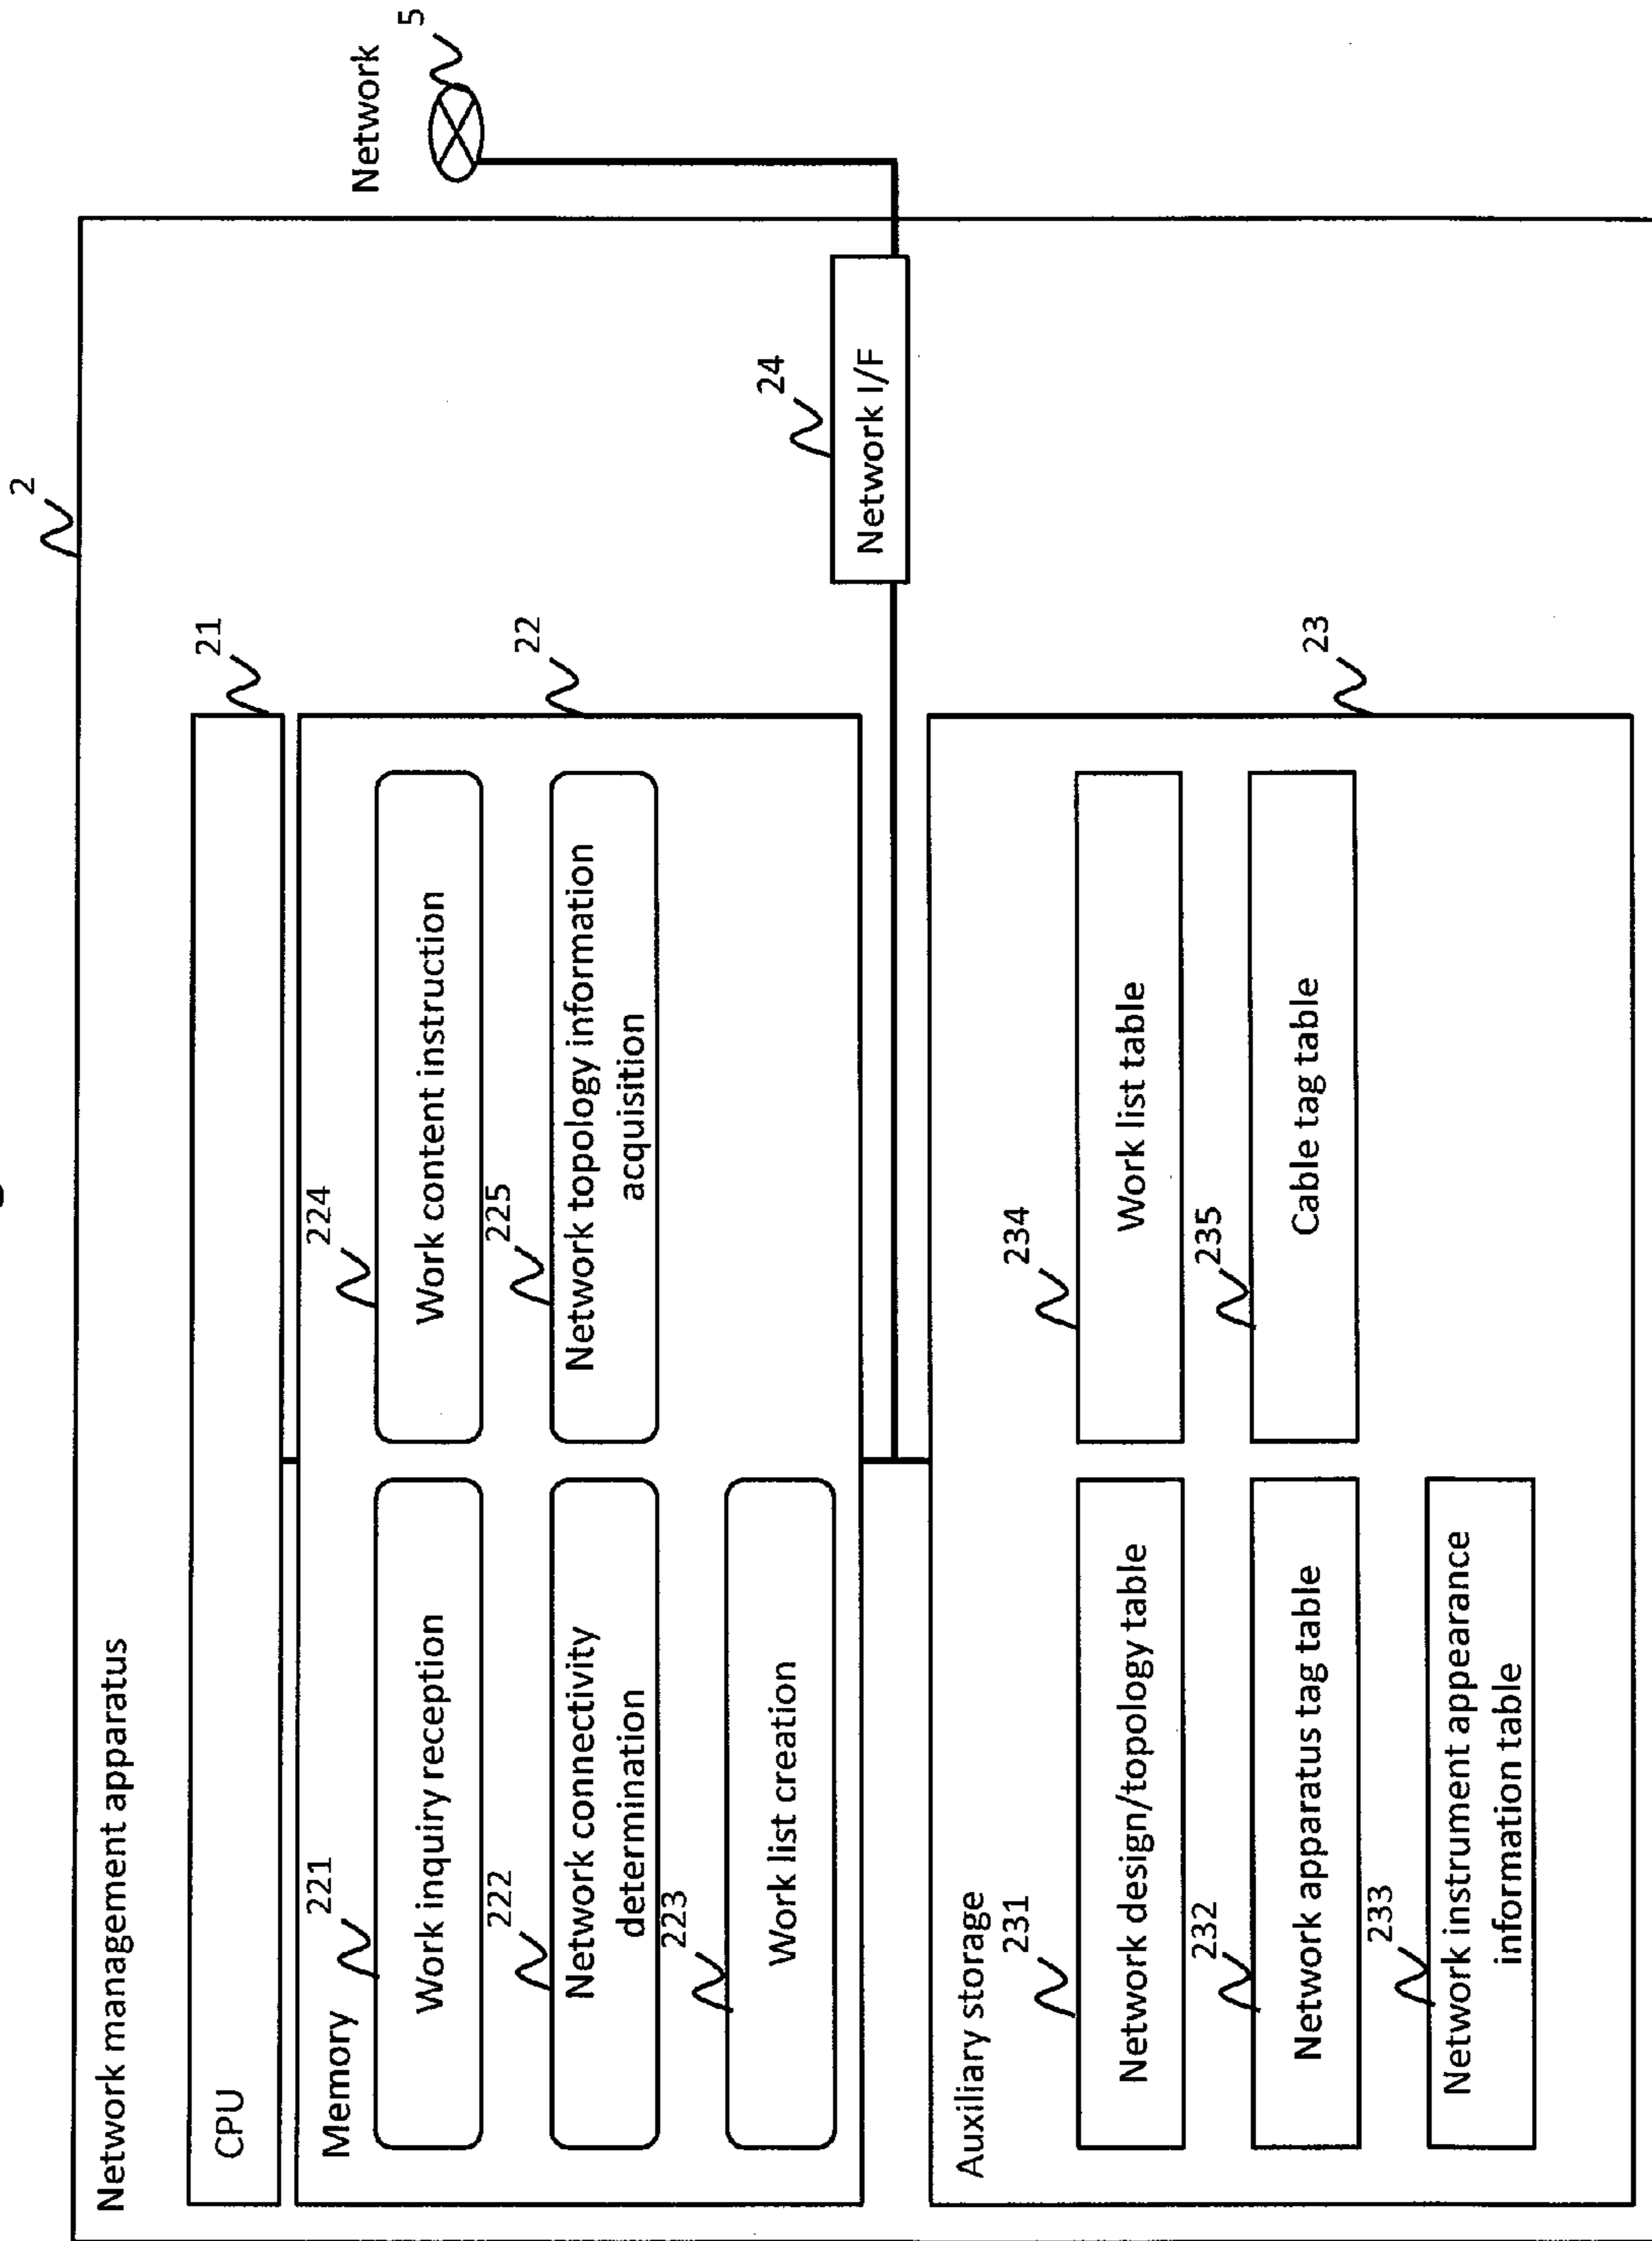 2
Network management apparatus
Network
5
21
CPU
22
Memory
221
Work inquiry reception
224
Work content instruction
222
Network connectivity
determination
225
Network topology information
acquisition
223
Work list creation
24
Network I/F
23
Auxiliary storage
231
Network design/topology table
234
Work list table
232
Network apparatus tag table
235
Cable tag table
233
Network instrument appearance
information table